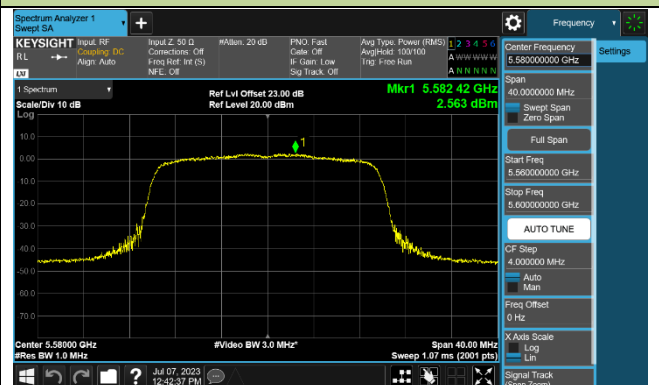 Spectrum Analyzer 1
Swept SA
+
Frequency
KEYSIGHT
RL
LXI
Input: RF
Coupling: DC
Align: Auto
Input Z: 50 Ω
Corrections: Off
Freq Ref: Int (S)
NFE: Off
#Atten: 20 dB
PNO: Fast
Gate: Off
IF Gain: Low
Sig Track: Off
Avg Type: Power (RMS)
Avg|Hold: 100/100
Trig: Free Run
1 2 3 4 5 6
A W W W W W
A N N N N N
1 Spectrum
Scale/Div 10 dB
Log
Ref Lvl Offset 23.00 dB
Ref Level 20.00 dBm
Mkr1 5.582 42 GHz
2.563 dBm
1
10.0
0.00
-10.0
-20.0
-30.0
-40.0
-50.0
-60.0
-70.0
Center 5.58000 GHz
#Res BW 1.0 MHz
#Video BW 3.0 MHz*
Span 40.00 MHz
Sweep 1.07 ms (2001 pts)
Jul 07, 2023
12:42:37 PM
?
Center Frequency
5.580000000 GHz
Settings
Span
40.0000000 MHz
Swept Span
Zero Span
Full Span
Start Freq
5.560000000 GHz
Stop Freq
5.600000000 GHz
AUTO TUNE
CF Step
4.000000 MHz
Auto
Man
Freq Offset
0 Hz
X Axis Scale
Log
Lin
Signal Track
(Span Zoom)